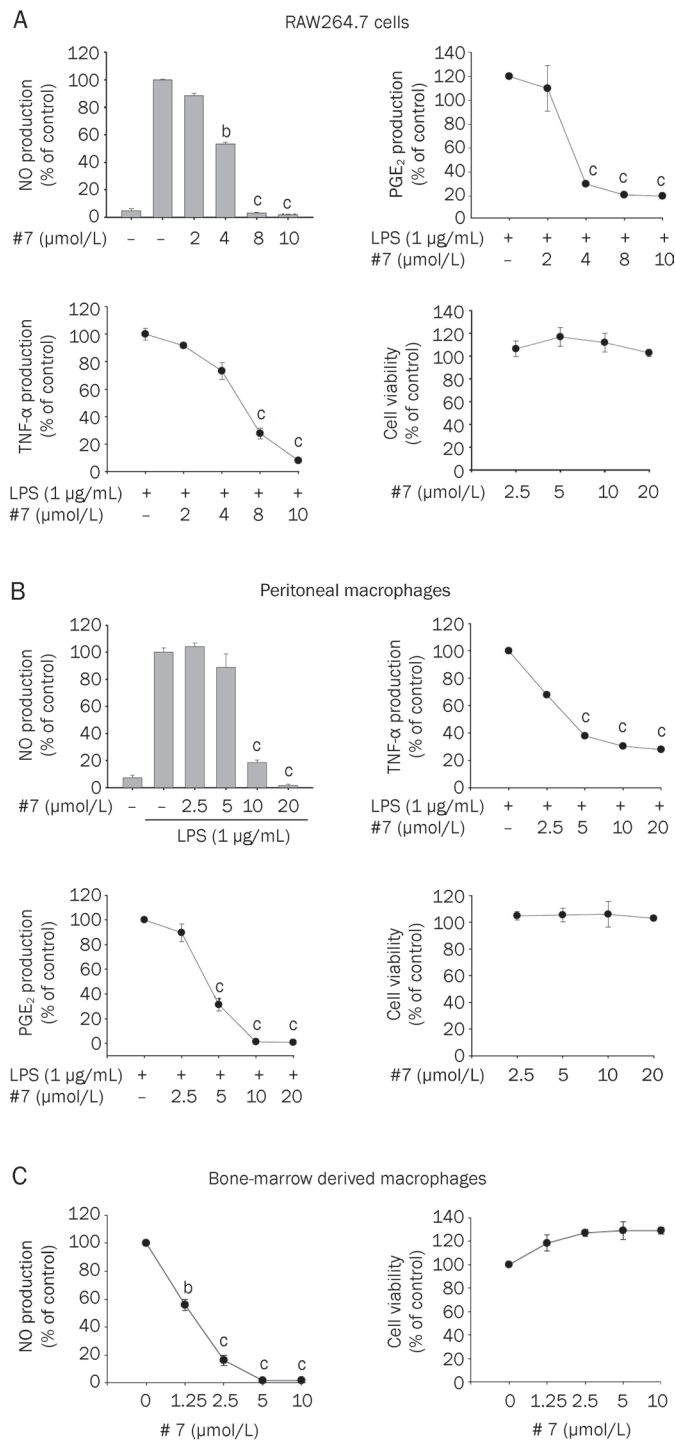 A
RAW264.7 cells
NO production
(% of control)
120
100
80
60
40
20
0
b
c
c
#7 (μmol/L)
– – 2 4 8 10
PGE2 production
(% of control)
140
120
100
80
60
40
20
0
c
c
c
LPS (1 μg/mL) + + + + +
#7 (μmol/L) – 2 4 8 10
TNF-α production
(% of control)
120
100
80
60
40
20
0
c
c
LPS (1 μg/mL) + + + + +
#7 (μmol/L) – 2 4 8 10
Cell viability
(% of control)
140
120
100
80
60
40
20
0
#7 (μmol/L) 2.5 5 10 20
B
Peritoneal macrophages
NO production
(% of control)
120
100
80
60
40
20
0
c
c
#7 (μmol/L) – – 2.5 5 10 20
LPS (1 μg/mL)
TNF-α production
(% of control)
120
100
80
60
40
20
0
c
c
c
LPS (1 μg/mL) + + + + +
#7 (μmol/L) – 2.5 5 10 20
PGE2 production
(% of control)
120
100
80
60
40
20
0
c
c
c
LPS (1 μg/mL) + + + + +
#7 (μmol/L) – 2.5 5 10 20
Cell viability
(% of control)
120
100
80
60
40
20
0
#7 (μmol/L) 2.5 5 10 20
C
Bone-marrow derived macrophages
NO production
(% of control)
120
100
80
60
40
20
0
b
c
c
c
0 1.25 2.5 5 10
# 7 (μmol/L)
Cell viability
(% of control)
140
120
100
80
60
40
20
0
0 1.25 2.5 5 10
# 7 (μmol/L)